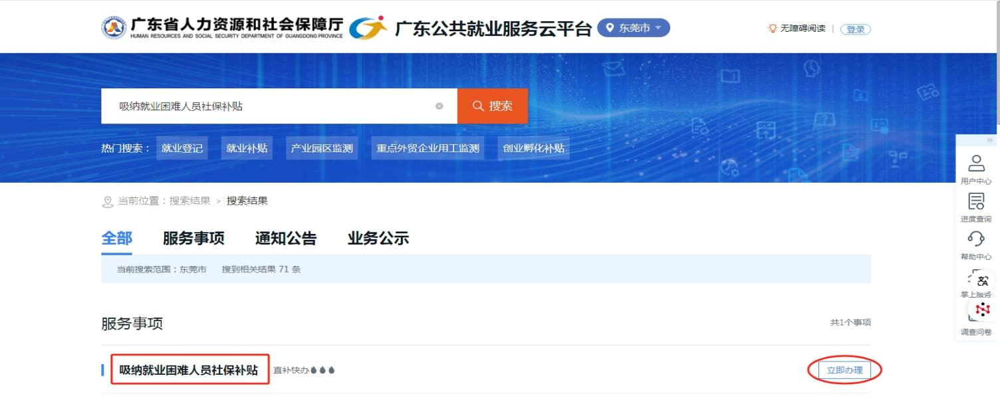 广东省人力资源和社会保障厅
HUMAN RESOURCES AND SOCIAL SECURITY DEPARTMENT OF GUANGDONG PROVINCE
广东公共就业服务云平台
东莞市
无障碍阅读 | 登录
吸纳就业困难人员社保补贴
搜索
热门搜索： 就业登记 就业补贴 产业园区监测 重点外贸企业用工监测 创业孵化补贴
»
用户中心
进度查询
帮助中心
掌上服务
调查问卷
当前位置：搜索结果 > 搜索结果
全部 服务事项 通知公告 业务公示
当前搜索范围：东莞市 搜到相关结果 71 条
服务事项 共1个事项
吸纳就业困难人员社保补贴 直补快办 立即办理